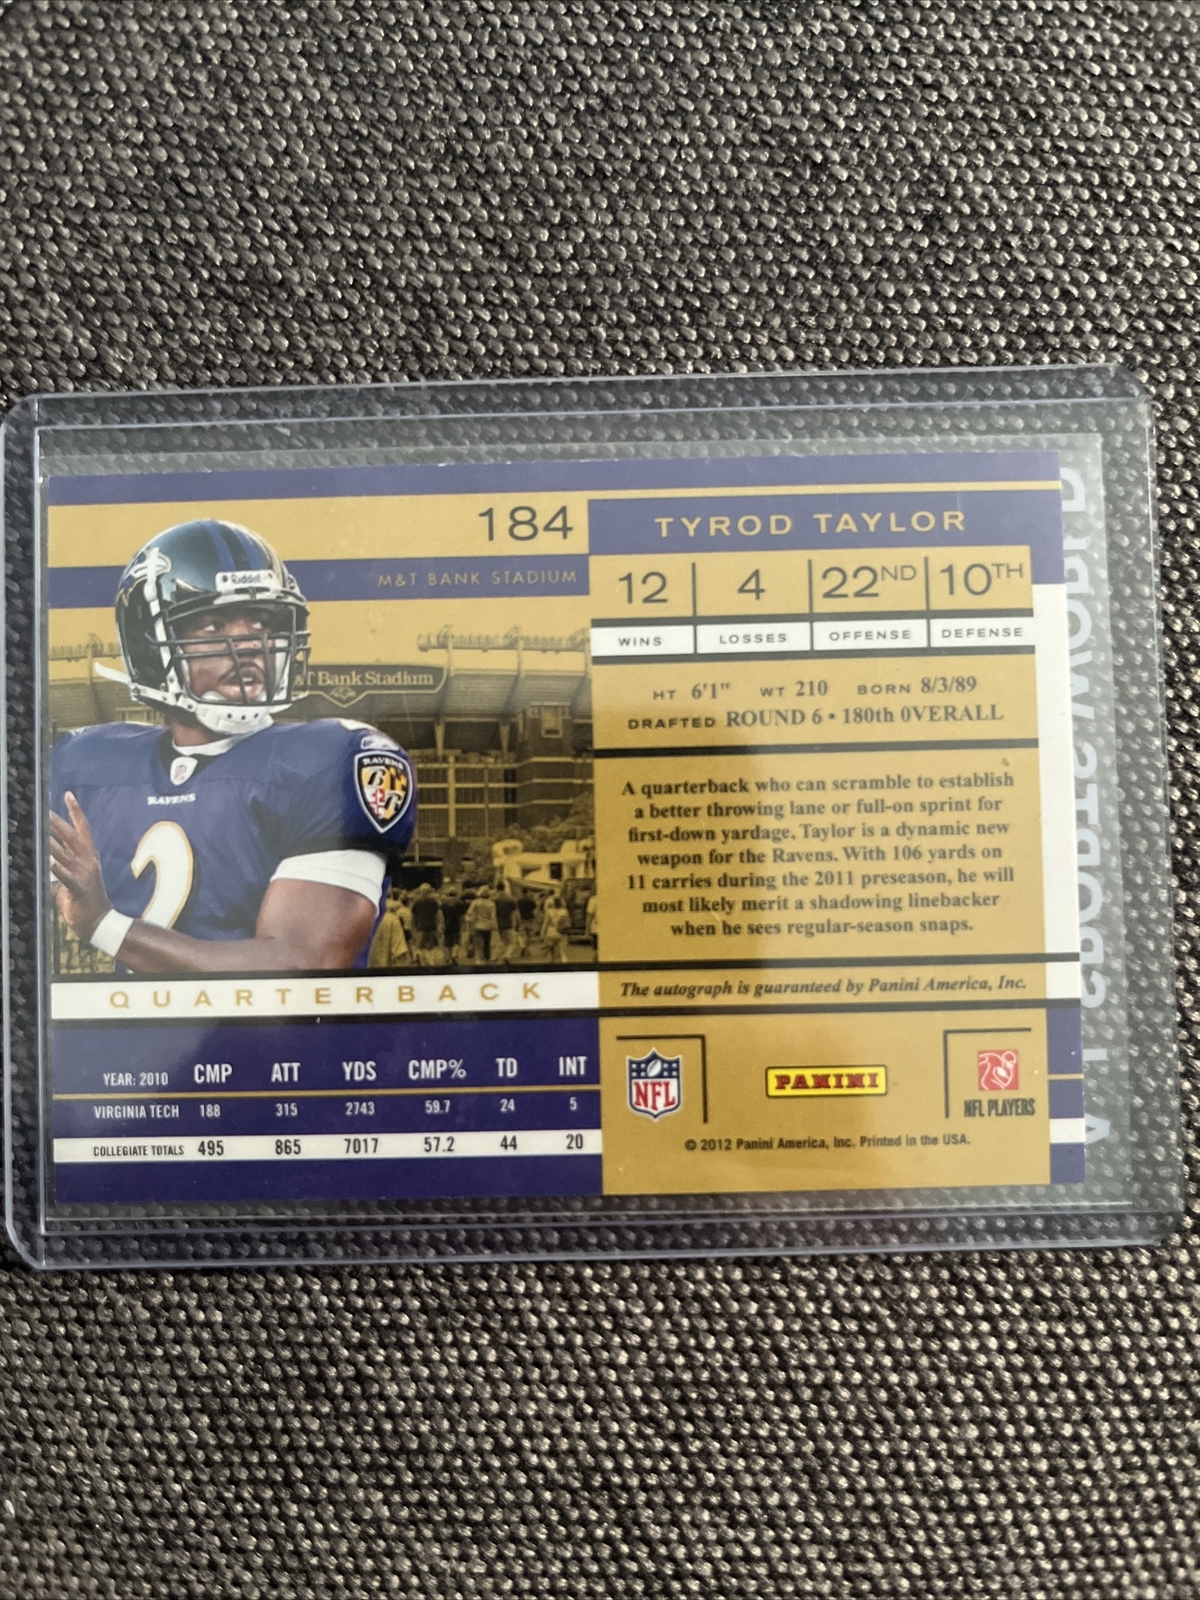 184
M&T BANK STADIUM
Riddell
&T Bank Stadium
RAVENS
RAVENS
2
QUARTERBACK
YEAR: 2010 CMP ATT YDS CMP% TD INT
VIRGINIA TECH 188 315 2743 59.7 24 5
COLLEGIATE TOTALS 495 865 7017 57.2 44 20
TYROD TAYLOR
12 4 22ND 10TH
WINS LOSSES OFFENSE DEFENSE
HT 6'1" WT 210 BORN 8/3/89
DRAFTED ROUND 6 • 180th OVERALL
A quarterback who can scramble to establish
a better throwing lane or full-on sprint for
first-down yardage, Taylor is a dynamic new
weapon for the Ravens. With 106 yards on
11 carries during the 2011 preseason, he will
most likely merit a shadowing linebacker
when he sees regular-season snaps.
The autograph is guaranteed by Panini America, Inc.
NFL
PANINI
NFL PLAYERS
© 2012 Panini America, Inc. Printed in the USA.